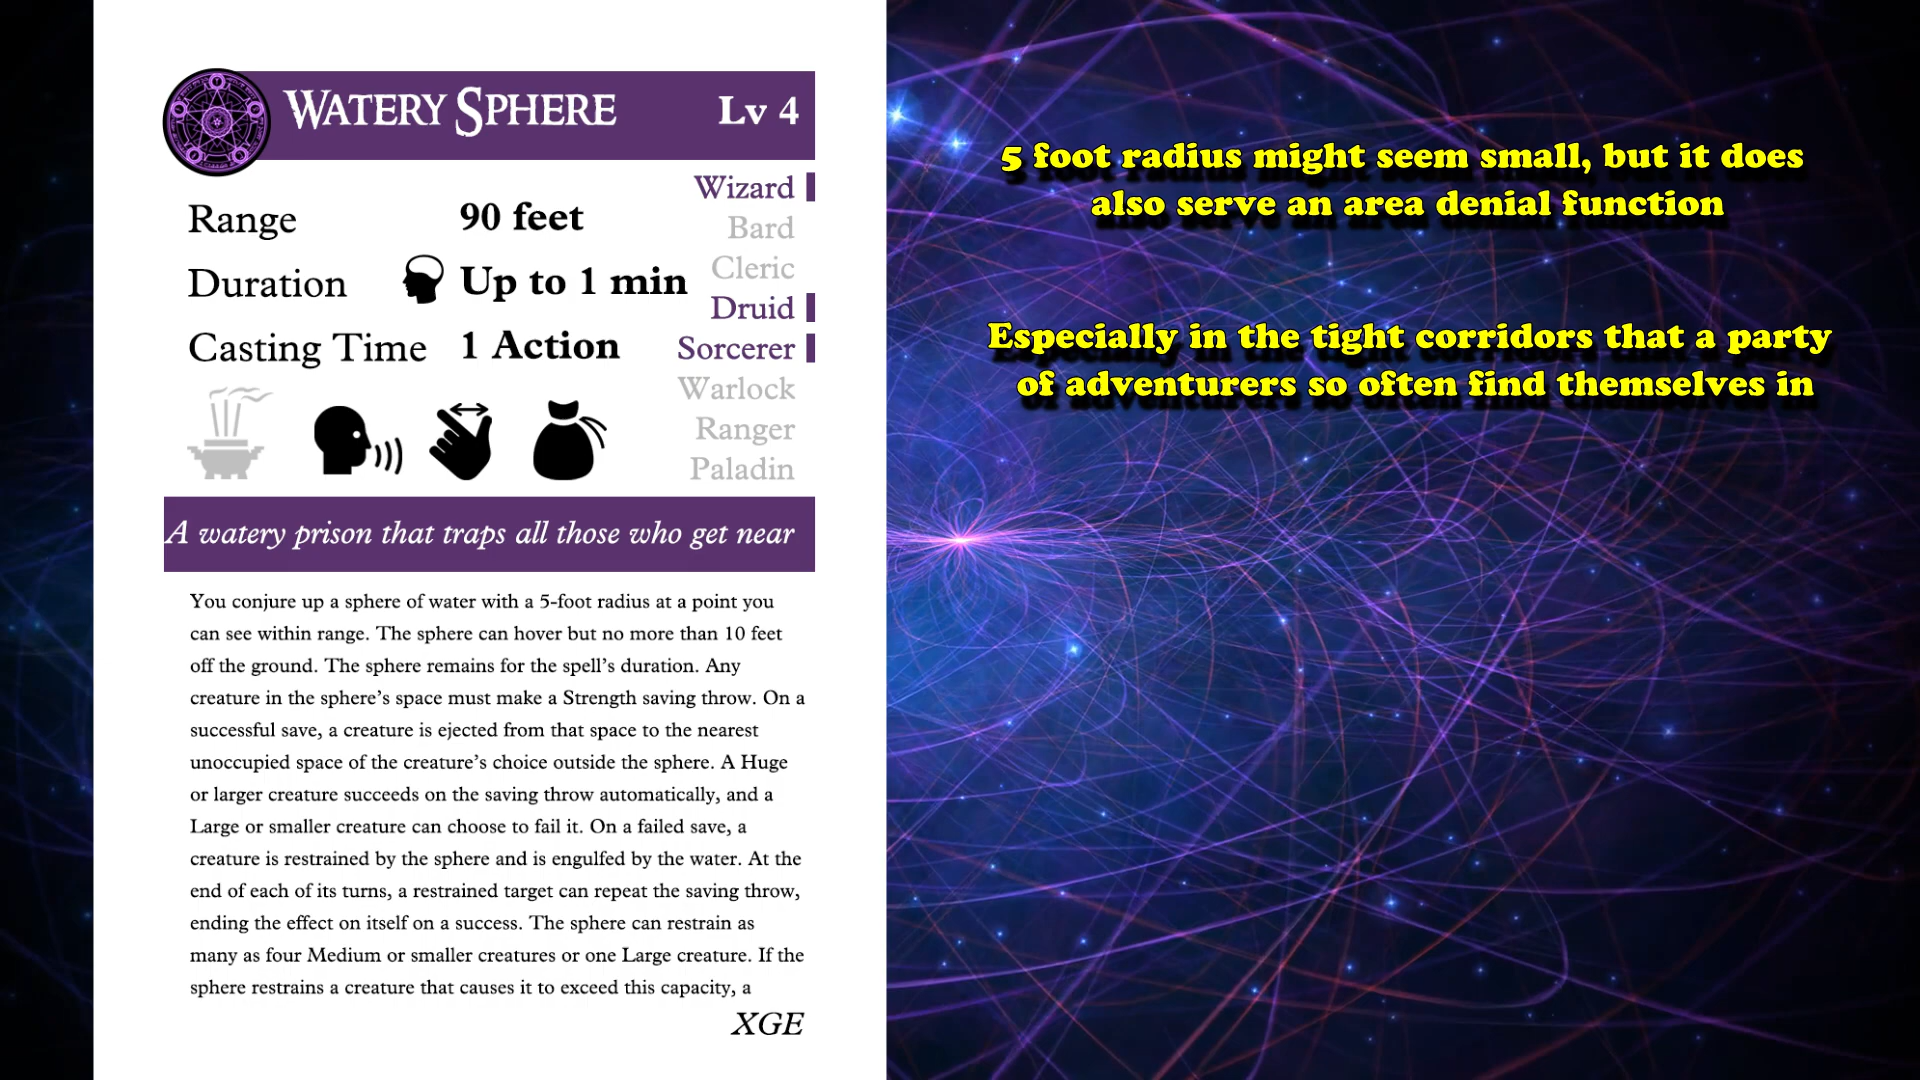 WATERY SPHERE
Lv 4
Range 90 feet
Duration Up to 1 min
Casting Time 1 Action
Wizard
Bard
Cleric
Druid
Sorcerer
Warlock
Ranger
Paladin
A watery prison that traps all those who get near
You conjure up a sphere of water with a 5-foot radius at a point you
can see within range. The sphere can hover but no more than 10 feet
off the ground. The sphere remains for the spell's duration. Any
creature in the sphere's space must make a Strength saving throw. On a
successful save, a creature is ejected from that space to the nearest
unoccupied space of the creature's choice outside the sphere. A Huge
or larger creature succeeds on the saving throw automatically, and a
Large or smaller creature can choose to fail it. On a failed save, a
creature is restrained by the sphere and is engulfed by the water. At the
end of each of its turns, a restrained target can repeat the saving throw,
ending the effect on itself on a success. The sphere can restrain as
many as four Medium or smaller creatures or one Large creature. If the
sphere restrains a creature that causes it to exceed this capacity, a
XGE
5 foot radius might seem small, but it does
also serve an area denial function
Especially in the tight corridors that a party
of adventurers so often find themselves in